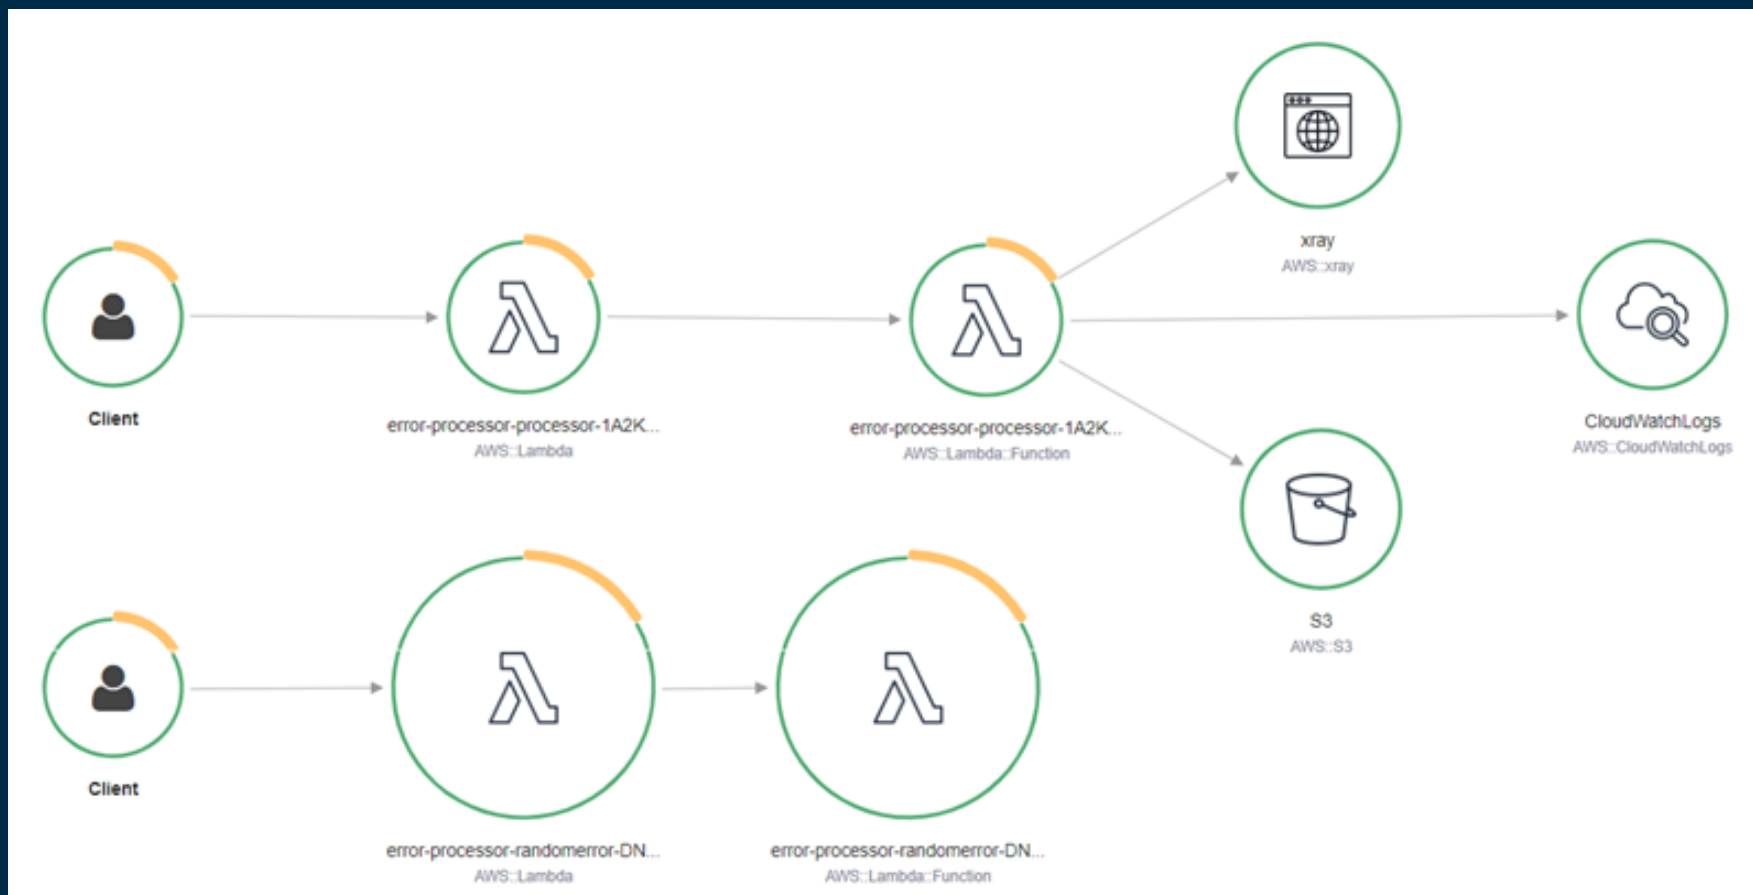 xray
AWS::xray
Client
error-processor-processor-1A2K...
AWS::Lambda
error-processor-processor-1A2K...
AWS::Lambda::Function
CloudWatchLogs
AWS::CloudWatchLogs
S3
AWS::S3
Client
error-processor-randomerror-DN...
AWS::Lambda
error-processor-randomerror-DN...
AWS::Lambda::Function